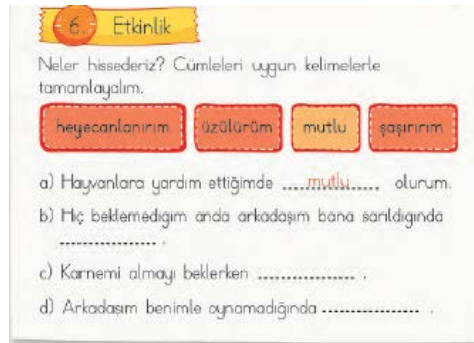 6. Etkinlik
Neler hissederiz? Cümleleri uygun kelimelerle
tamamlayalım.
heyecanlanırım üzülürüm mutlu şaşırırım
a) Hayvanlara yardım ettiğimde ....mutlu..... olurum.
b) Hiç beklemediğim anda arkadaşım bana sarıldığında
................ .
c) Karnemi almayı beklerken ................ .
d) Arkadaşım benimle oynamadığında ................ .